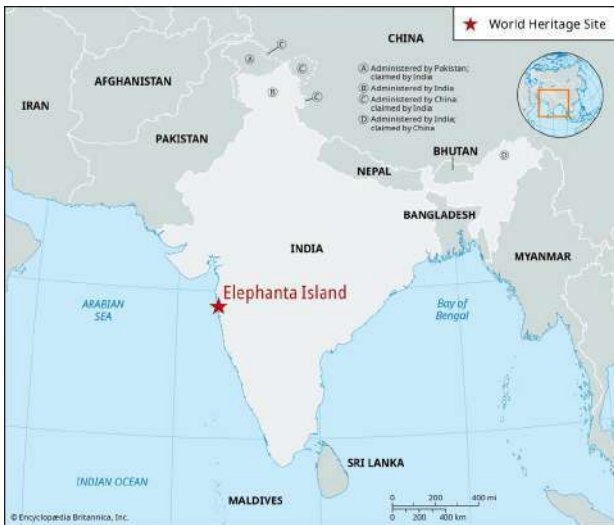 ★ World Heritage Site
CHINA
Ⓒ
Ⓐ
Ⓒ
Ⓐ Administered by Pakistan; claimed by India
Ⓑ Administered by India
Ⓒ Administered by China; claimed by India
Ⓓ Administered by India; claimed by China
AFGHANISTAN
Ⓑ
Ⓒ
IRAN
PAKISTAN
BHUTAN
Ⓓ
NEPAL
BANGLADESH
INDIA
MYANMAR
Elephanta Island
ARABIAN
SEA
Bay of
Bengal
SRI LANKA
INDIAN OCEAN
MALDIVES
0 200 400 mi
0 200 400 km
© Encyclopædia Britannica, Inc.